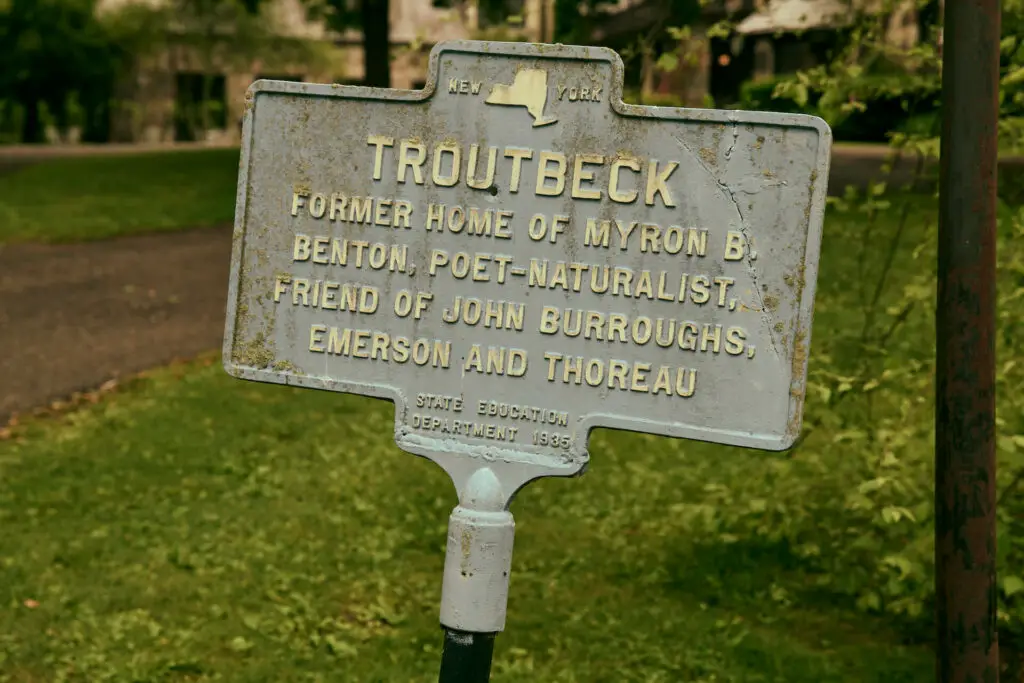 NEW YORK
TROUTBECK
FORMER HOME OF MYRON B
BENTON, POET-NATURALIST,
FRIEND OF JOHN BURROUGHS,
EMERSON AND THOREAU
STATE EDUCATION
DEPARTMENT 1935